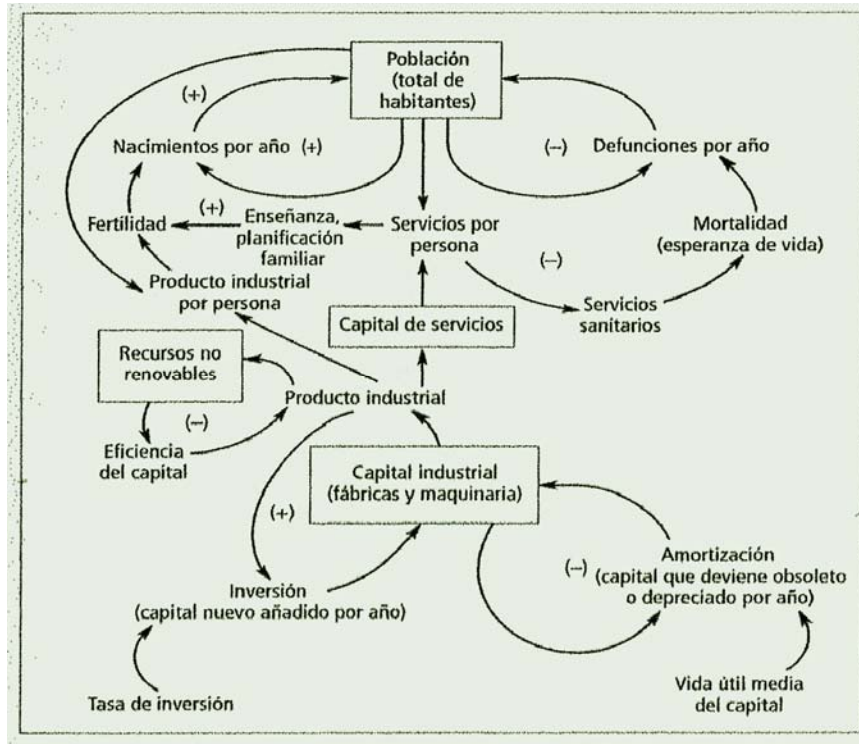 Población
(total de
habitantes)
(+)
Nacimientos por año (+)
(−)
Defunciones por año
Fertilidad
(+)
Enseñanza,
planificación
familiar
Servicios por
persona
Mortalidad
(esperanza de vida)
(−)
Producto industrial
por persona
Servicios
sanitarios
Capital de servicios
Recursos no
renovables
Producto industrial
(−)
Eficiencia
del capital
Capital industrial
(fábricas y maquinaria)
(+)
Amortización
(−)
(capital que deviene obsoleto
o depreciado por año)
Inversión
(capital nuevo añadido por año)
Tasa de inversión
Vida útil media
del capital